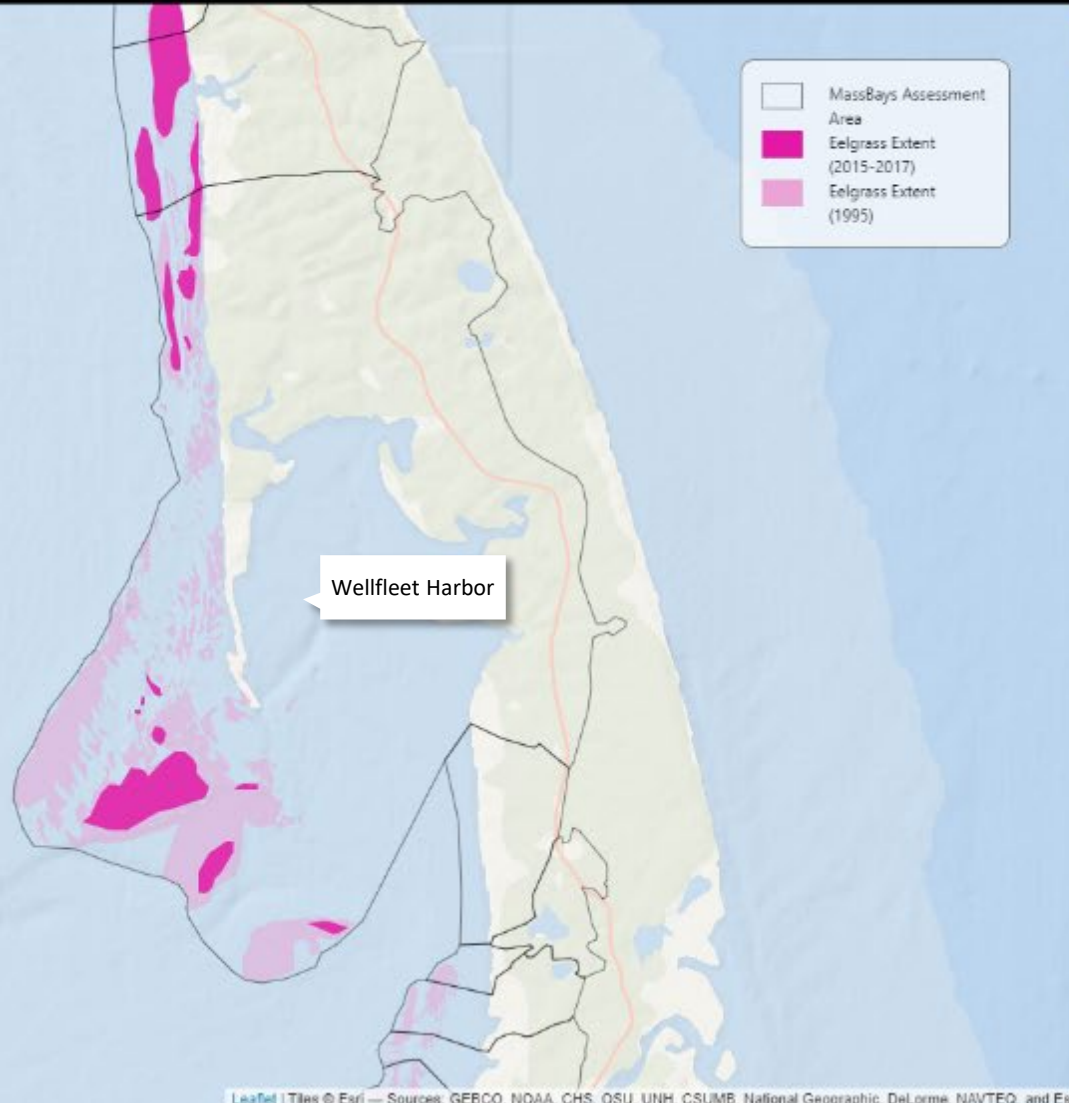 MassBays Assessment
Area
Eelgrass Extent
(2015-2017)
Eelgrass Extent
(1995)
Wellfleet Harbor
Leaflet | Tiles © Esri — Sources: GEBCO, NOAA, CHS, OSU, UNH, CSUMB, National Geographic, DeLorme, NAVTEQ, and Es